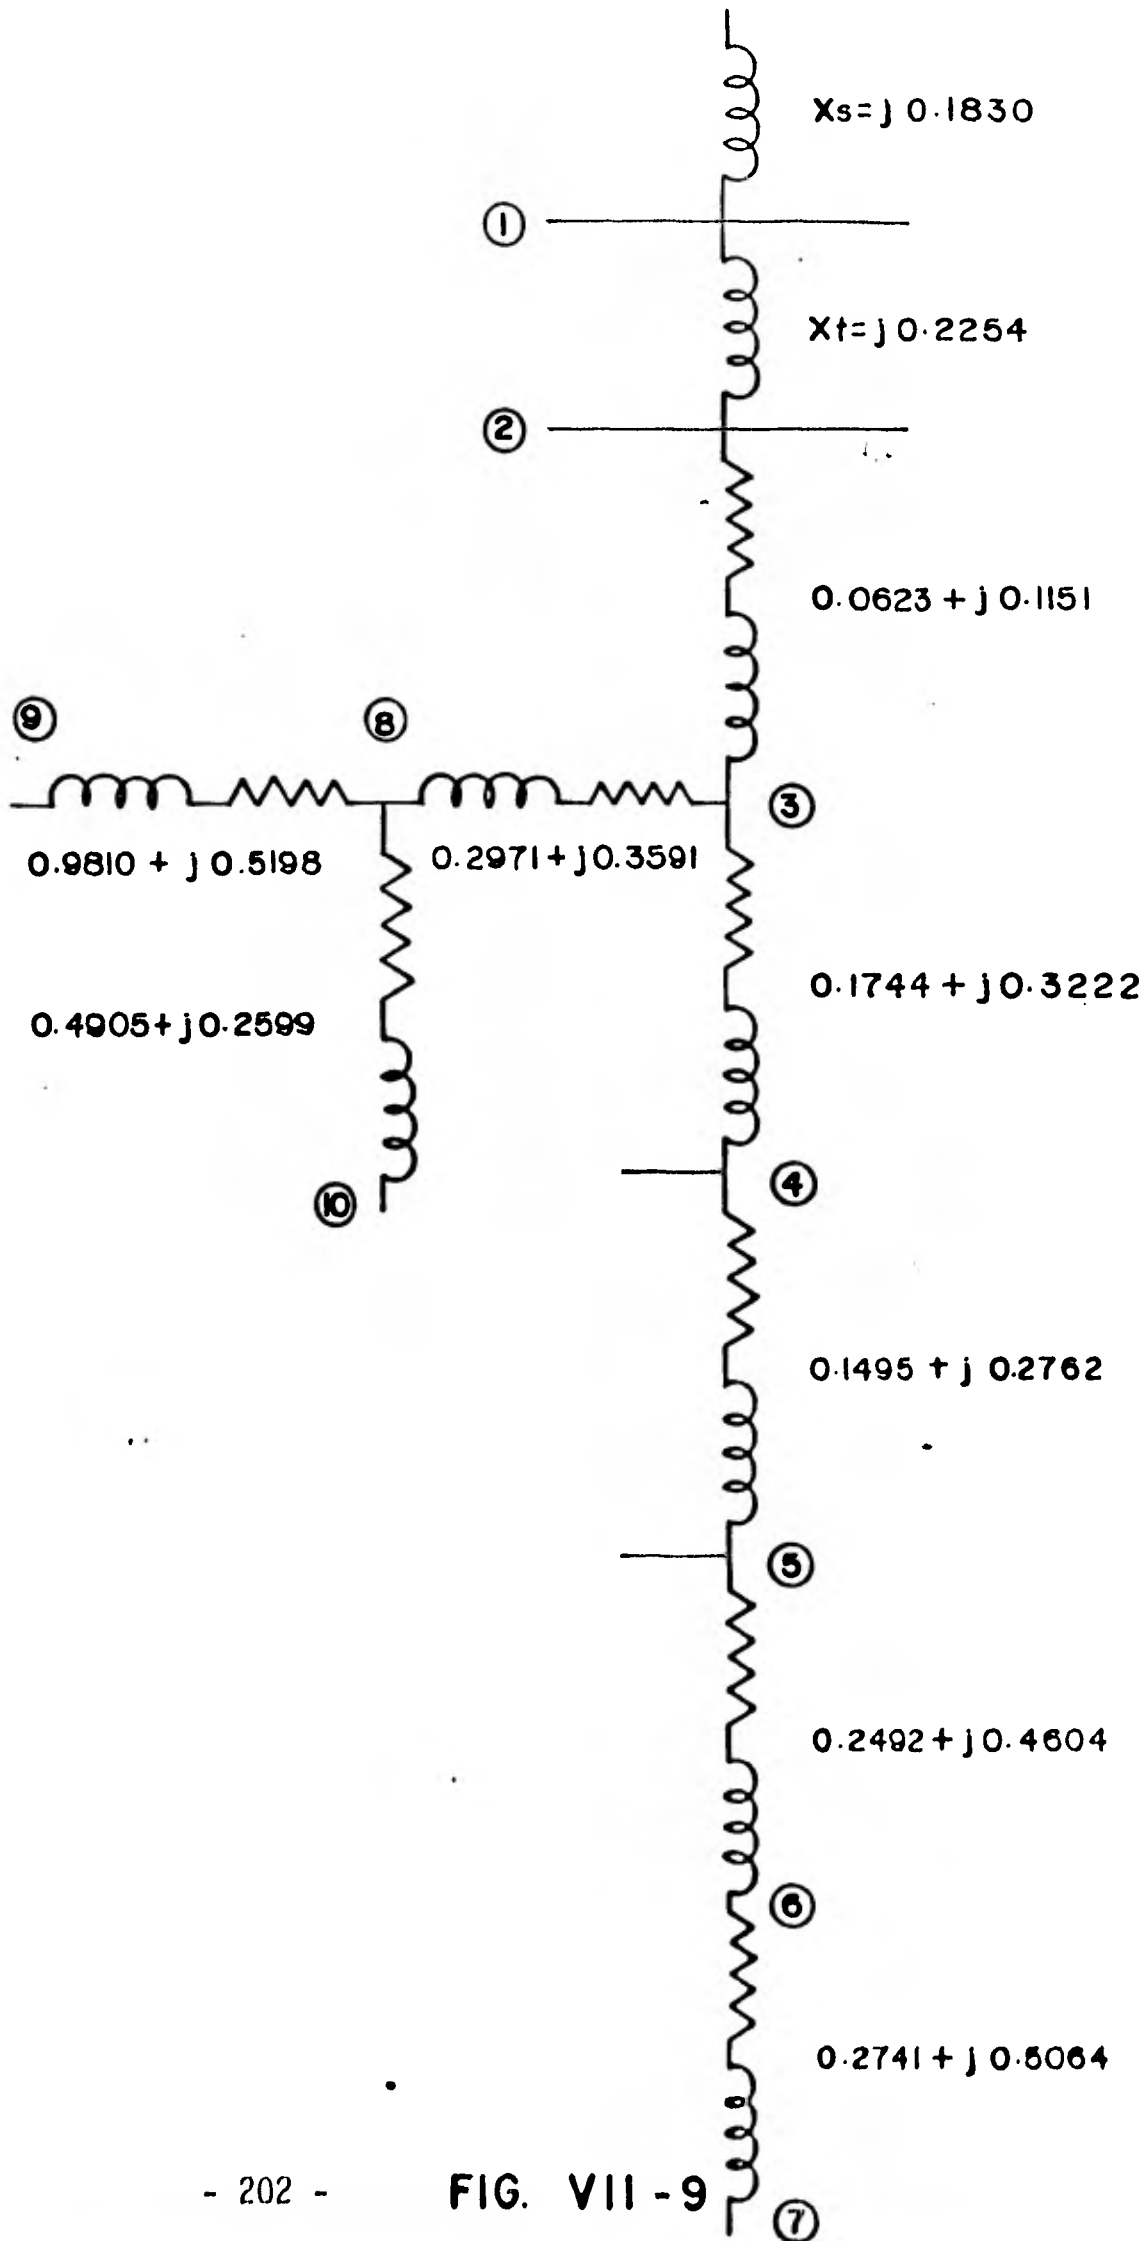 Xs=j 0.1830
①
Xt=j 0.2254
②
0.0623 + j 0.1151
⑨
⑧
③
0.9810 + j 0.5198
0.2971 + j 0.3591
0.1744 + j 0.3222
0.4905 + j 0.2599
④
⑩
0.1495 + j 0.2762
⑤
0.2492 + j 0.4604
⑥
0.2741 + j 0.5064
- 202 -
FIG. VII - 9
⑦